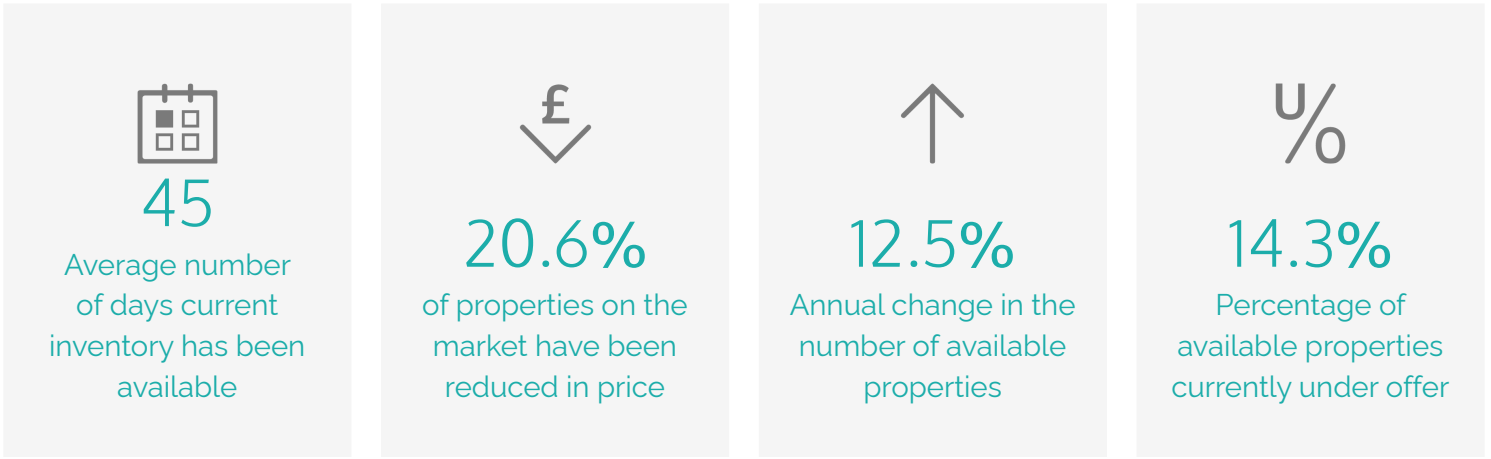 45
Average number
of days current
inventory has been
available
£
20.6%
of properties on the
market have been
reduced in price
12.5%
Annual change in the
number of available
properties
U/O
14.3%
Percentage of
available properties
currently under offer